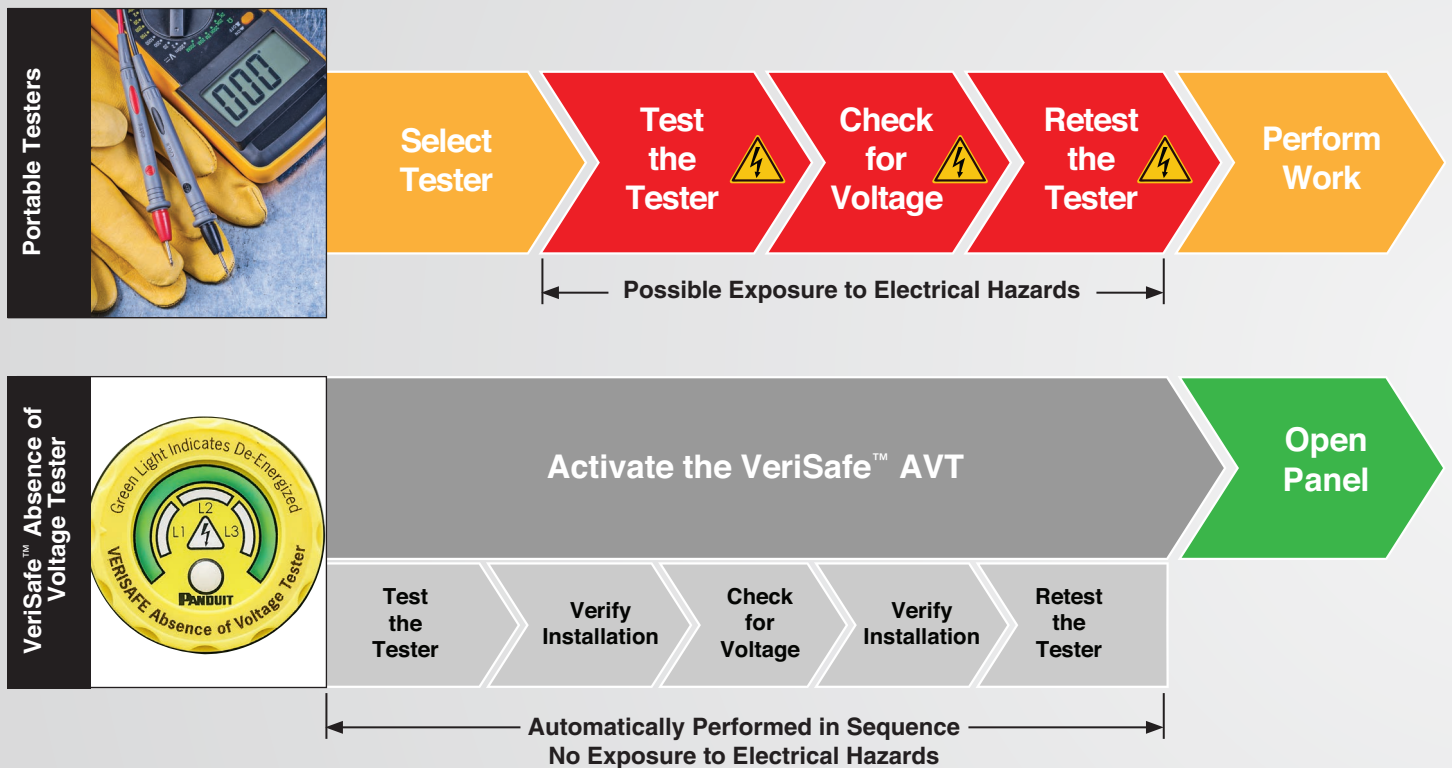 Portable Testers
000
Select
Tester
Test
the
Tester
Check
for
Voltage
Retest
the
Tester
Perform
Work
Possible Exposure to Electrical Hazards
VeriSafe™ Absence of
Voltage Tester
Green Light Indicates De-Energized
L1
L2
L3
PANDUIT
VERISAFE Absence of Voltage Tester
Activate the VeriSafe™ AVT
Open
Panel
Test
the
Tester
Verify
Installation
Check
for
Voltage
Verify
Installation
Retest
the
Tester
Automatically Performed in Sequence
No Exposure to Electrical Hazards